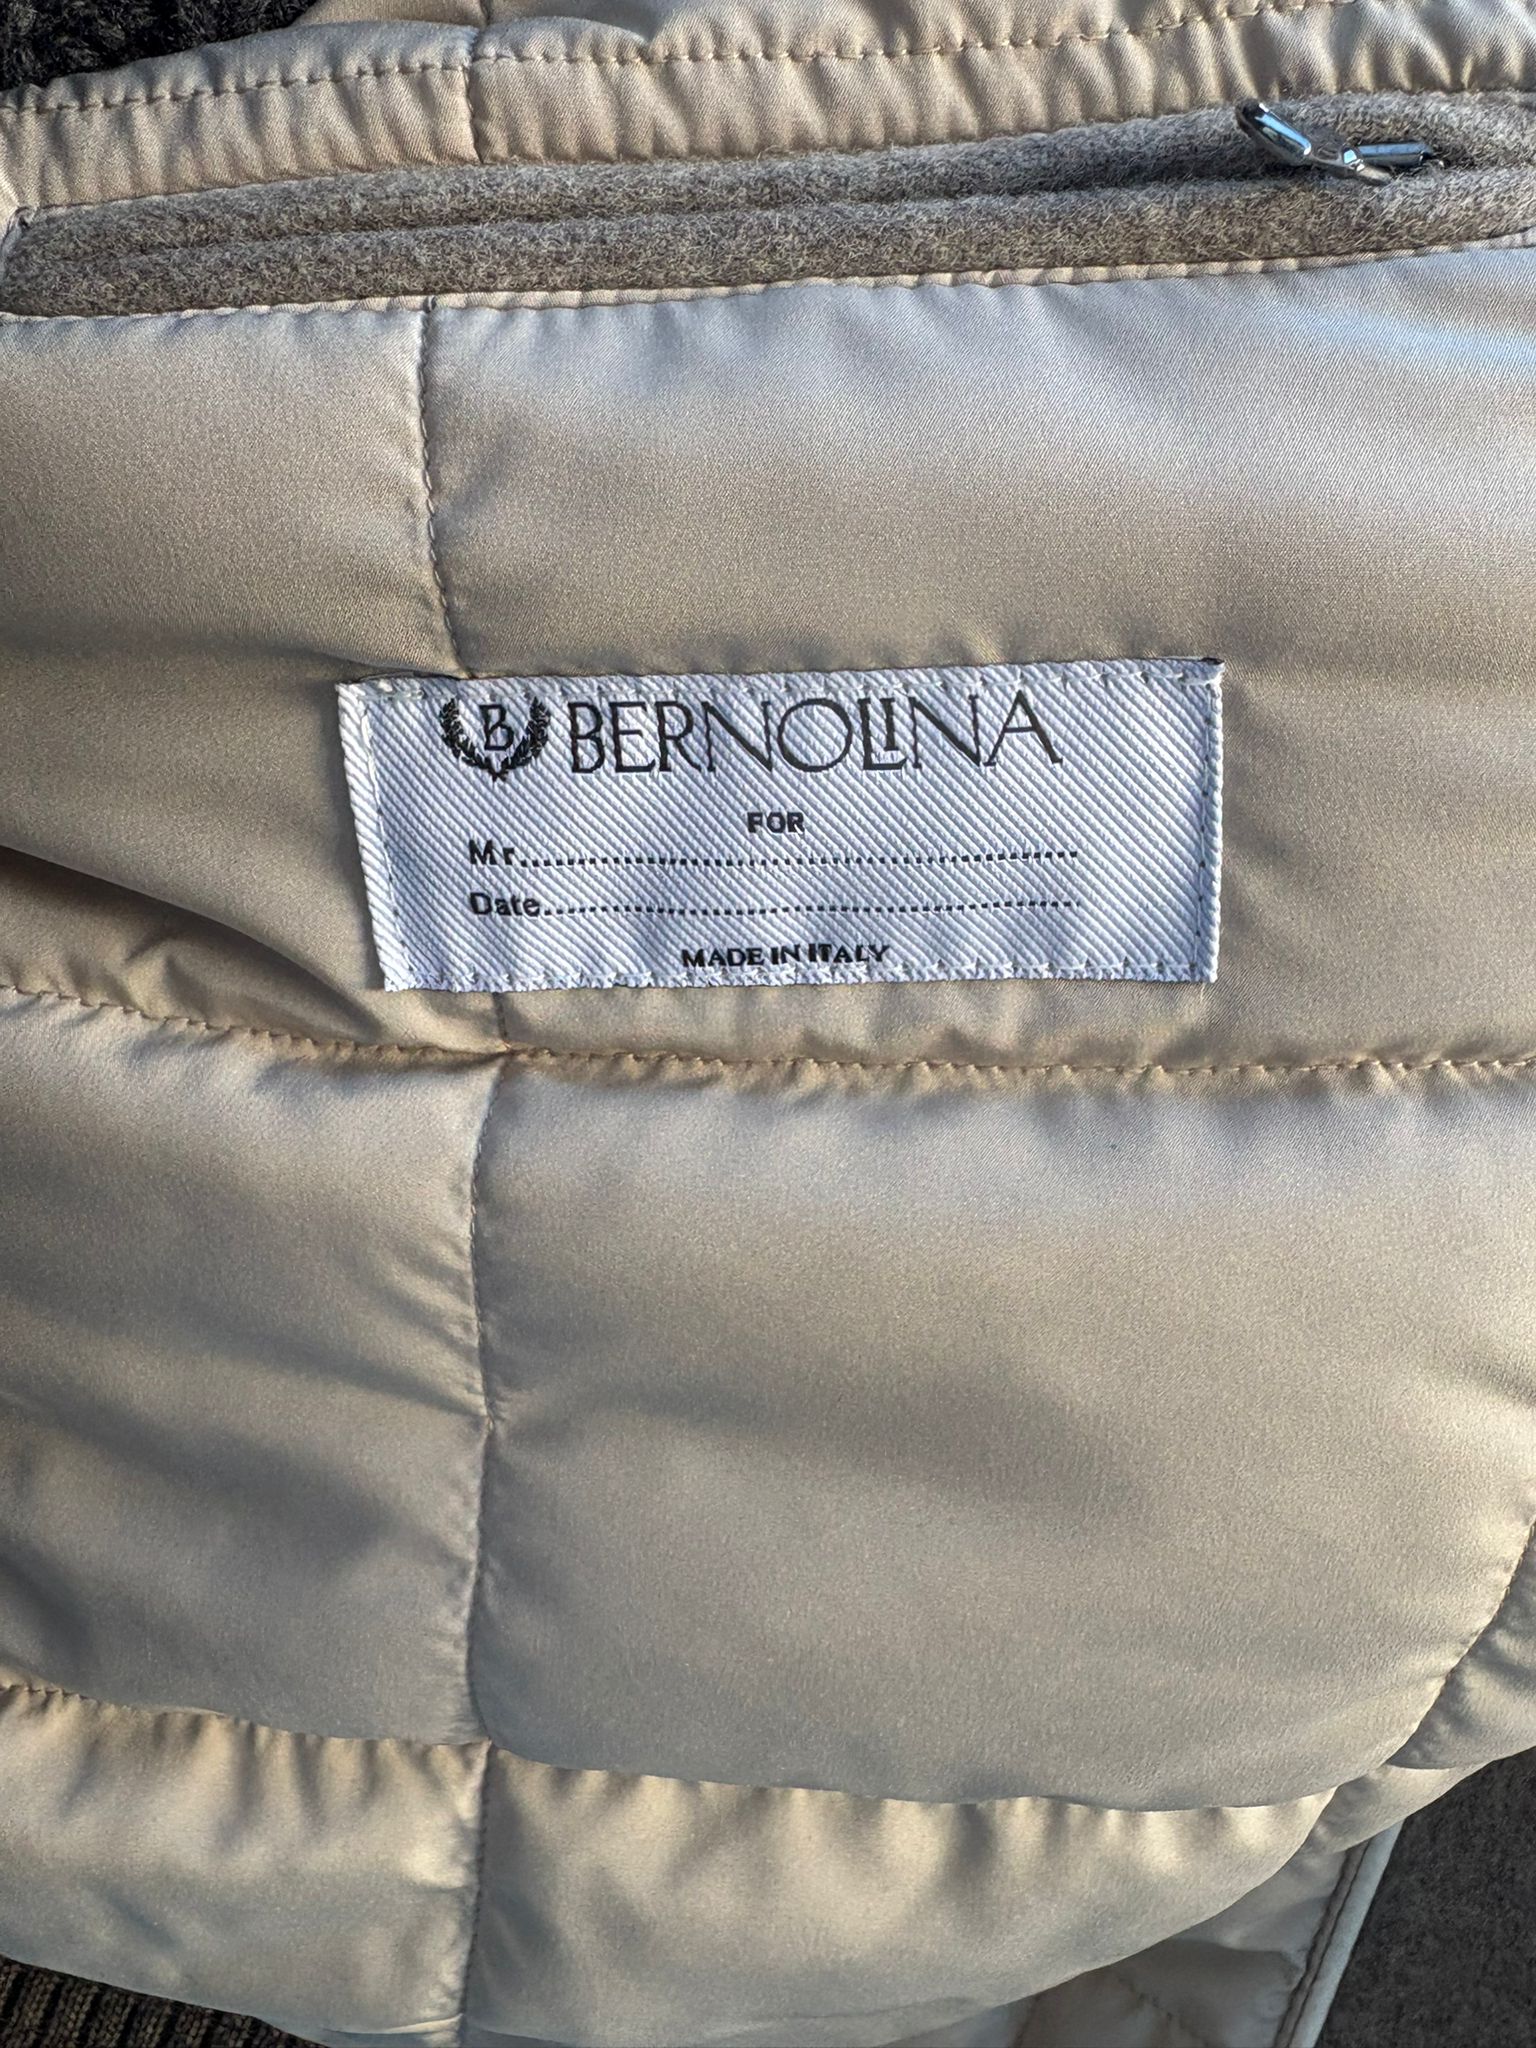 B BERNOLINA
FOR
Mr.............................................................
Date............................................................
MADE IN ITALY